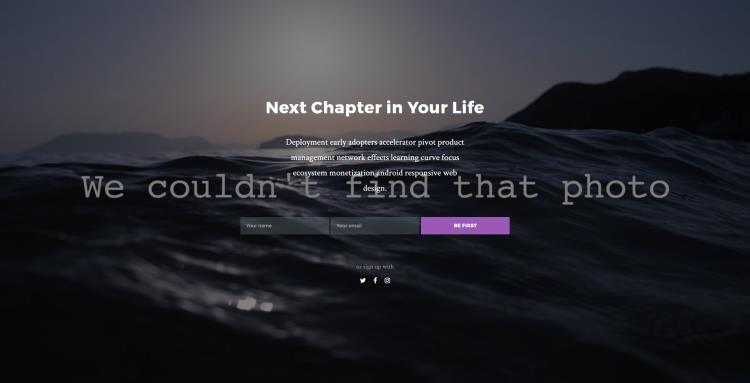 Next Chapter in Your Life
Deployment early adopters accelerator pivot product
management network effects learning curve focus
ecosystem monetization android responsive web
We couldn't find that photo
design.
Your name
Your email
BE FIRST
or sign up with